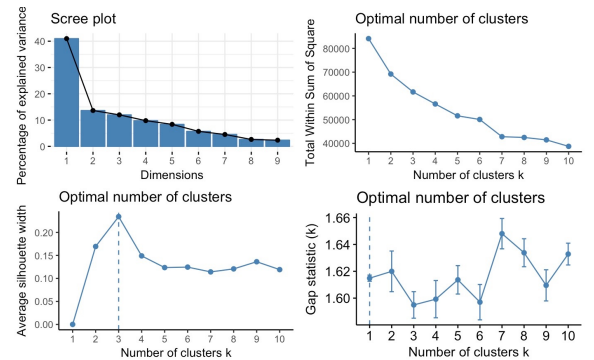 Scree plot
Percentage of explained variance
40
30
20
10
0
1 2 3 4 5 6 7 8 9
Dimensions
Optimal number of clusters
Total Within Sum of Square
80000
70000
60000
50000
40000
1 2 3 4 5 6 7 8 9 10
Number of clusters k
Optimal number of clusters
Average silhouette width
0.20
0.15
0.10
0.05
0.00
1 2 3 4 5 6 7 8 9 10
Number of clusters k
Optimal number of clusters
Gap statistic (k)
1.66
1.64
1.62
1.60
1 2 3 4 5 6 7 8 9 10
Number of clusters k